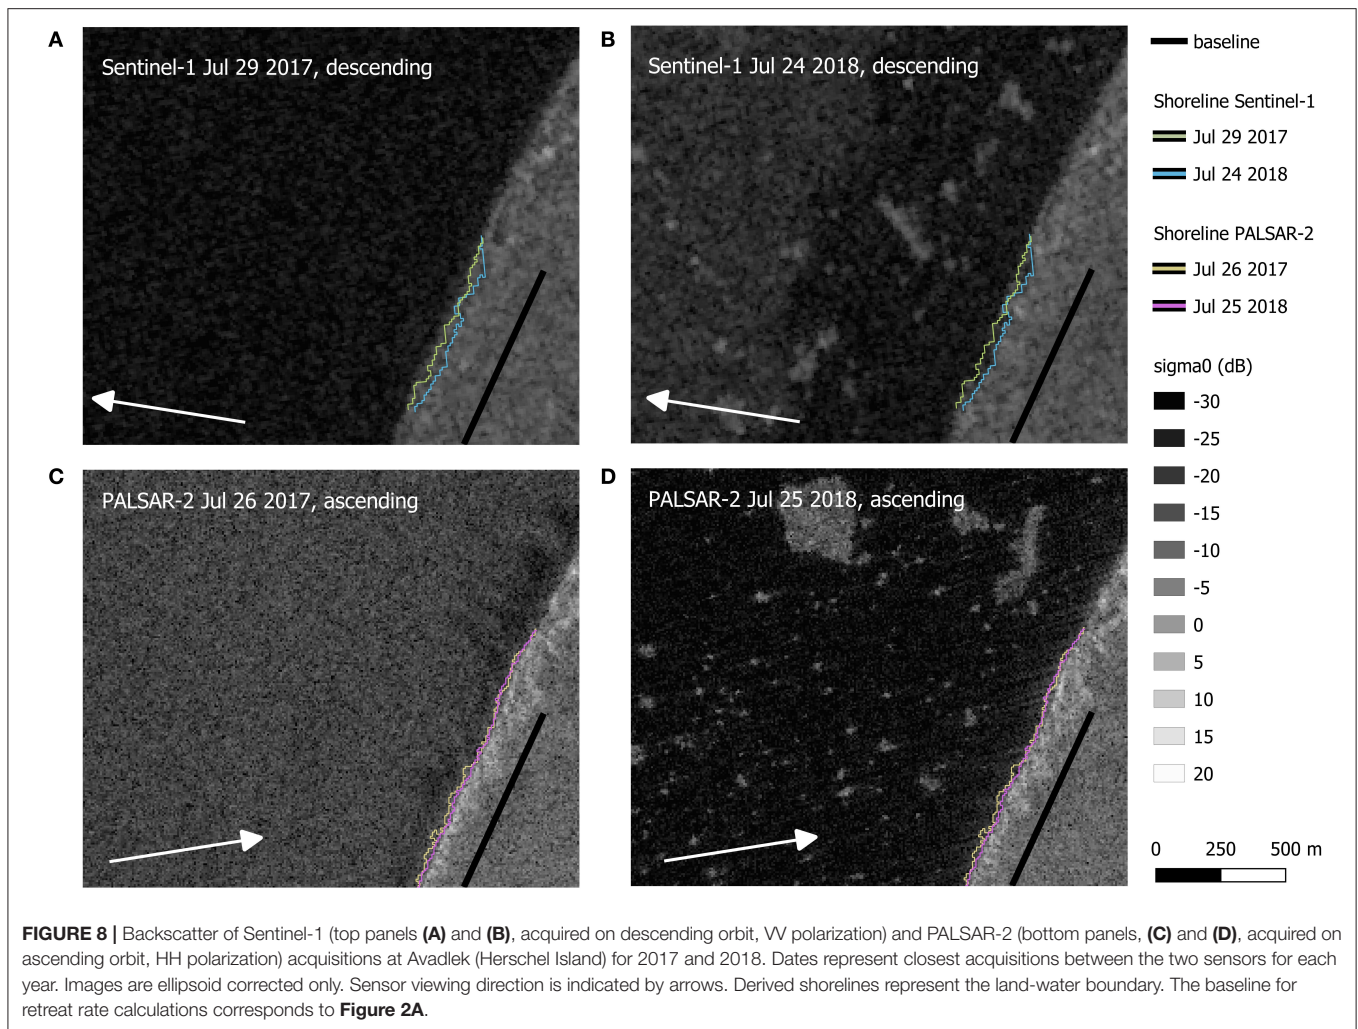 A
Sentinel-1 Jul 29 2017, descending
B
Sentinel-1 Jul 24 2018, descending
baseline
Shoreline Sentinel-1
Jul 29 2017
Jul 24 2018
Shoreline PALSAR-2
Jul 26 2017
Jul 25 2018
sigma0 (dB)
-30
-25
-20
-15
-10
-5
0
5
10
15
20
C
PALSAR-2 Jul 26 2017, ascending
D
PALSAR-2 Jul 25 2018, ascending
0 250 500 m
FIGURE 8 | Backscatter of Sentinel-1 (top panels (A) and (B), acquired on descending orbit, VV polarization) and PALSAR-2 (bottom panels, (C) and (D), acquired on
ascending orbit, HH polarization) acquisitions at Avadlek (Herschel Island) for 2017 and 2018. Dates represent closest acquisitions between the two sensors for each
year. Images are ellipsoid corrected only. Sensor viewing direction is indicated by arrows. Derived shorelines represent the land-water boundary. The baseline for
retreat rate calculations corresponds to Figure 2A.